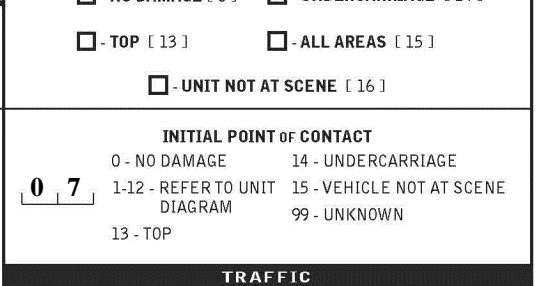 - TOP [ 13 ] - ALL AREAS [ 15 ]
- UNIT NOT AT SCENE [ 16 ]
INITIAL POINT OF CONTACT
0 - NO DAMAGE 14 - UNDERCARRIAGE
0 7 1-12 - REFER TO UNIT 15 - VEHICLE NOT AT SCENE
DIAGRAM 99 - UNKNOWN
13 - TOP
TRAFFIC